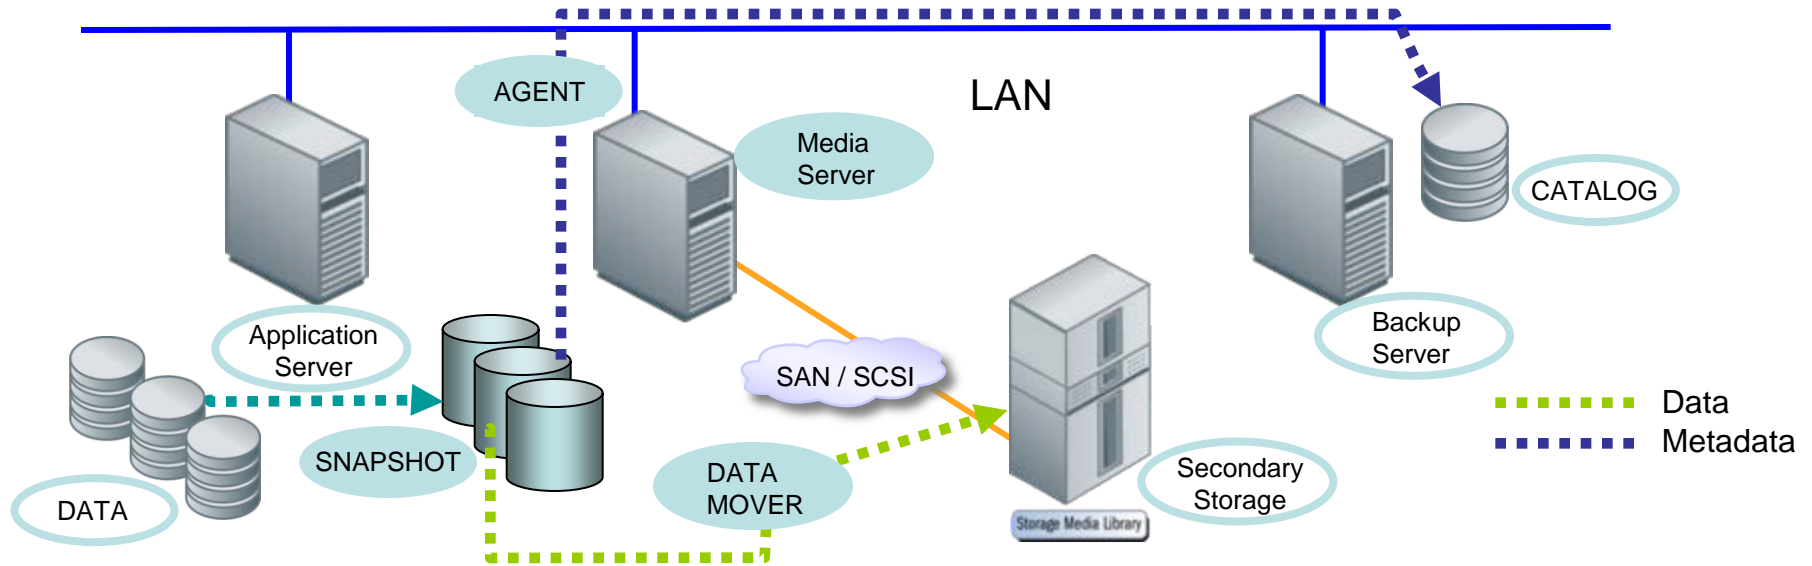 AGENT
LAN
Media
Server
CATALOG
Application
Server
Backup
Server
SAN / SCSI
Data
Metadata
SNAPSHOT
DATA
MOVER
Secondary
Storage
DATA
Storage Media Library